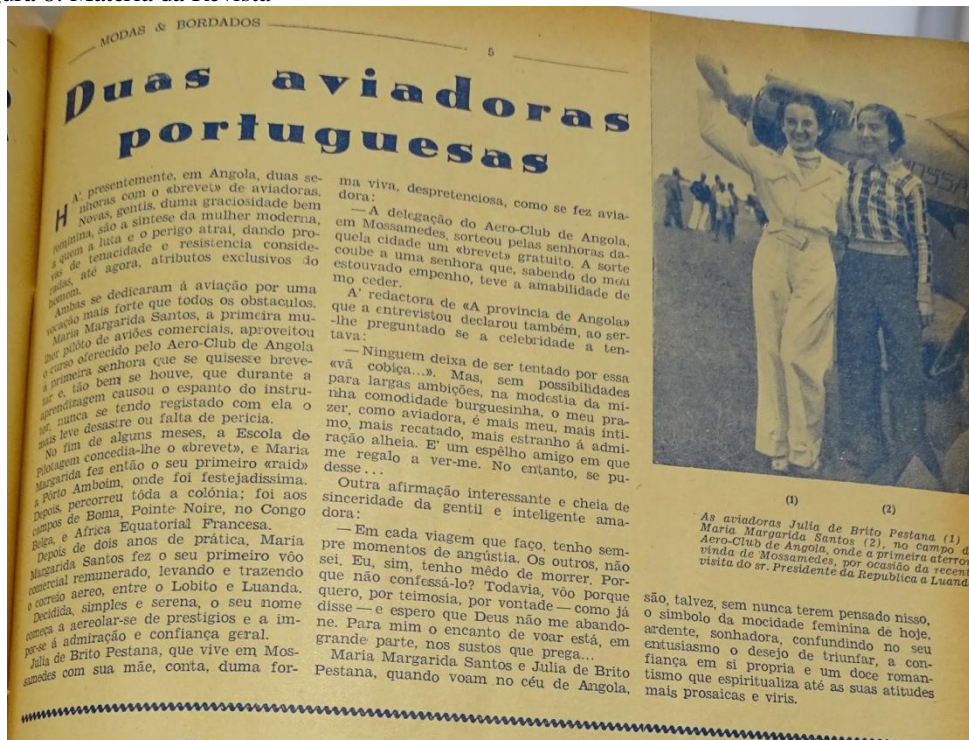 Figura 6: Matéria da Revista
MODAS & BORDADOS
5
Duas aviadoras
portuguesas
HA' presentemente, em Angola, duas se-
nhoras com o «brevet» de aviadoras.
Novas, gentis, duma graciosidade bem
feminina, são a síntese da mulher moderna,
a quem a luta e o perigo atrai, dando pro-
vas de tenacidade e resistencia conside-
radas, até agora, atributos exclusivos do
homem.
Ambas se dedicaram á aviação por uma
vocação mais forte que todos os obstaculos.
Maria Margarida Santos, a primeira mu-
lher pilôto de aviões comerciais, aproveitou
o curso oferecido pelo Aero-Club de Angola
á primeira senhora que se quisesse breve-
tar e, tão bem se houve, que durante a
aprendizagem causou o espanto do instru-
tor, nunca se tendo registado com ela o
mais leve desastre ou falta de pericia.
No fim de alguns meses, a Escola de
Pilotagem concedia-lhe o «brevet», e Maria
Margarida fez então o seu primeiro «raid»
a Pôrto Amboim, onde foi festejadissima.
Depois, percorreu tôda a colónia; foi aos
campos de Boma, Pointe Noire, no Congo
Belga, e Africa Equatorial Francesa.
Depois de dois anos de prática, Maria
Margarida Santos fez o seu primeiro vôo
comercial remunerado, levando e trazendo
o correio aereo, entre o Lobito e Luanda.
Decidida, simples e serena, o seu nome
começa a aereolar-se de prestigios e a im-
por-se á admiração e confiança geral.
Julia de Brito Pestana, que vive em Mos-
samedes com sua mãe, conta, duma for-
ma viva, despretenciosa, como se fez avia-
dora:
— A delegação do Aero-Club de Angola,
em Mossamedes, sorteou pelas senhoras da-
quela cidade um «brevet» gratuito. A sorte
coube a uma senhora que, sabendo do meu
estouvado empenho, teve a amabilidade de
mo ceder.
A' redactora de «A provincia de Angola»
que a entrevistou declarou também, ao ser-
-lhe preguntado se a celebridade a ten-
tava:
— Ninguem deixa de ser tentado por essa
«vá cobiça...». Mas, sem possibilidades
para largas ambições, na modestia da mi-
nha comodidade burguesinha, o meu pra-
zer, como aviadora, é mais meu, mais inti-
mo, mais recatado, mais estranho á admi-
ração alheia. E' um espêlho amigo em que
me regalo a ver-me. No entanto, se pu-
desse...
Outra afirmação interessante e cheia de
sinceridade da gentil e inteligente ama-
dora:
— Em cada viagem que faço, tenho sem-
pre momentos de angústia. Os outros, não
sei. Eu, sim, tenho mêdo de morrer. Por-
que não confessá-lo? Todavia, vôo porque
quero, por teimosia, por vontade — como já
disse — e espero que Deus não me abando-
ne. Para mim o encanto de voar está, em
grande parte, nos sustos que prega...
Maria Margarida Santos e Julia de Brito
Pestana, quando voam no céu de Angola,
MOSSA
(1) (2)
As aviadoras Julia de Brito Pestana (1)
Maria Margarida Santos (2), no campo d
Aero-Club de Angola, onde a primeira aterrou
vinda de Mossamedes, por ocasião da recent
visita do sr. Presidente da Republica a Luand
são, talvez, sem nunca terem pensado nisso,
o simbolo da mocidade feminina de hoje,
ardente, sonhadora, confundindo no seu
entusiasmo o desejo de triunfar, a con-
fiança em si propria e um doce roman-
tismo que espiritualiza até as suas atitudes
mais prosaicas e viris.